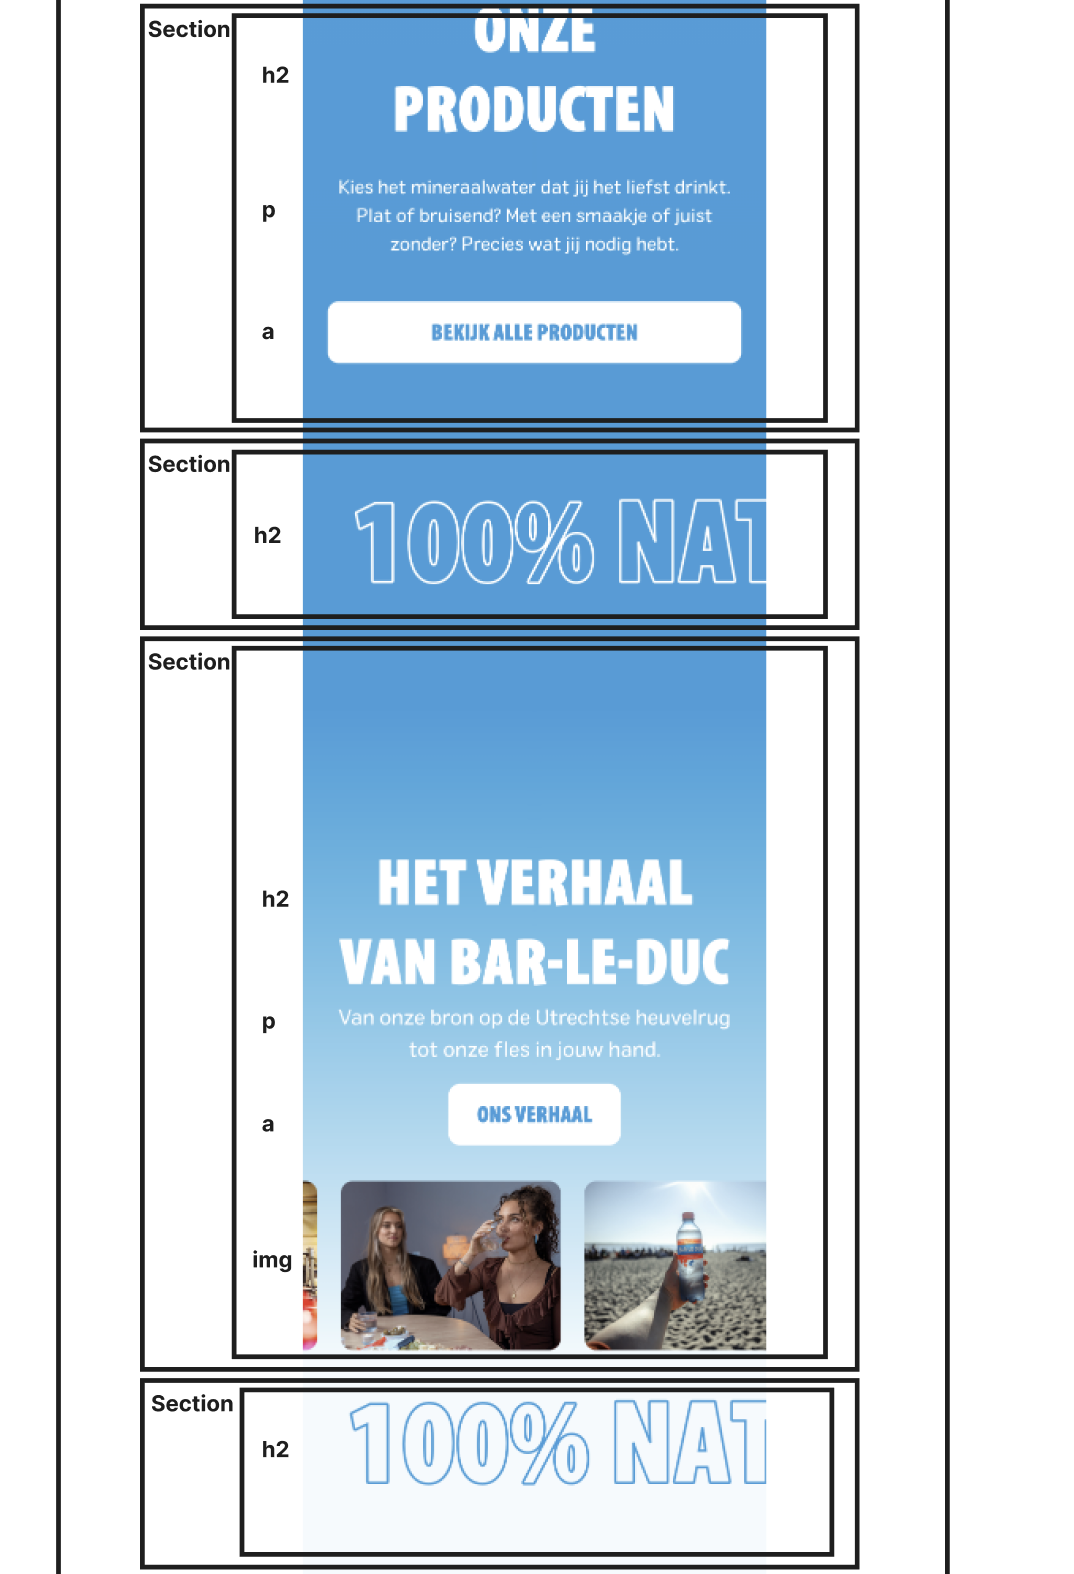 Section
ONZE
h2
PRODUCTEN
p
Kies het mineraalwater dat jij het liefst drinkt.
Plat of bruisend? Met een smaakje of juist
zonder? Precies wat jij nodig hebt.
a
BEKIJK ALLE PRODUCTEN
Section
h2
100% NAT
Section
h2
HET VERHAAL
VAN BAR-LE-DUC
p
Van onze bron op de Utrechtse heuvelrug
tot onze fles in jouw hand.
a
ONS VERHAAL
img
Section
h2
100% NAT